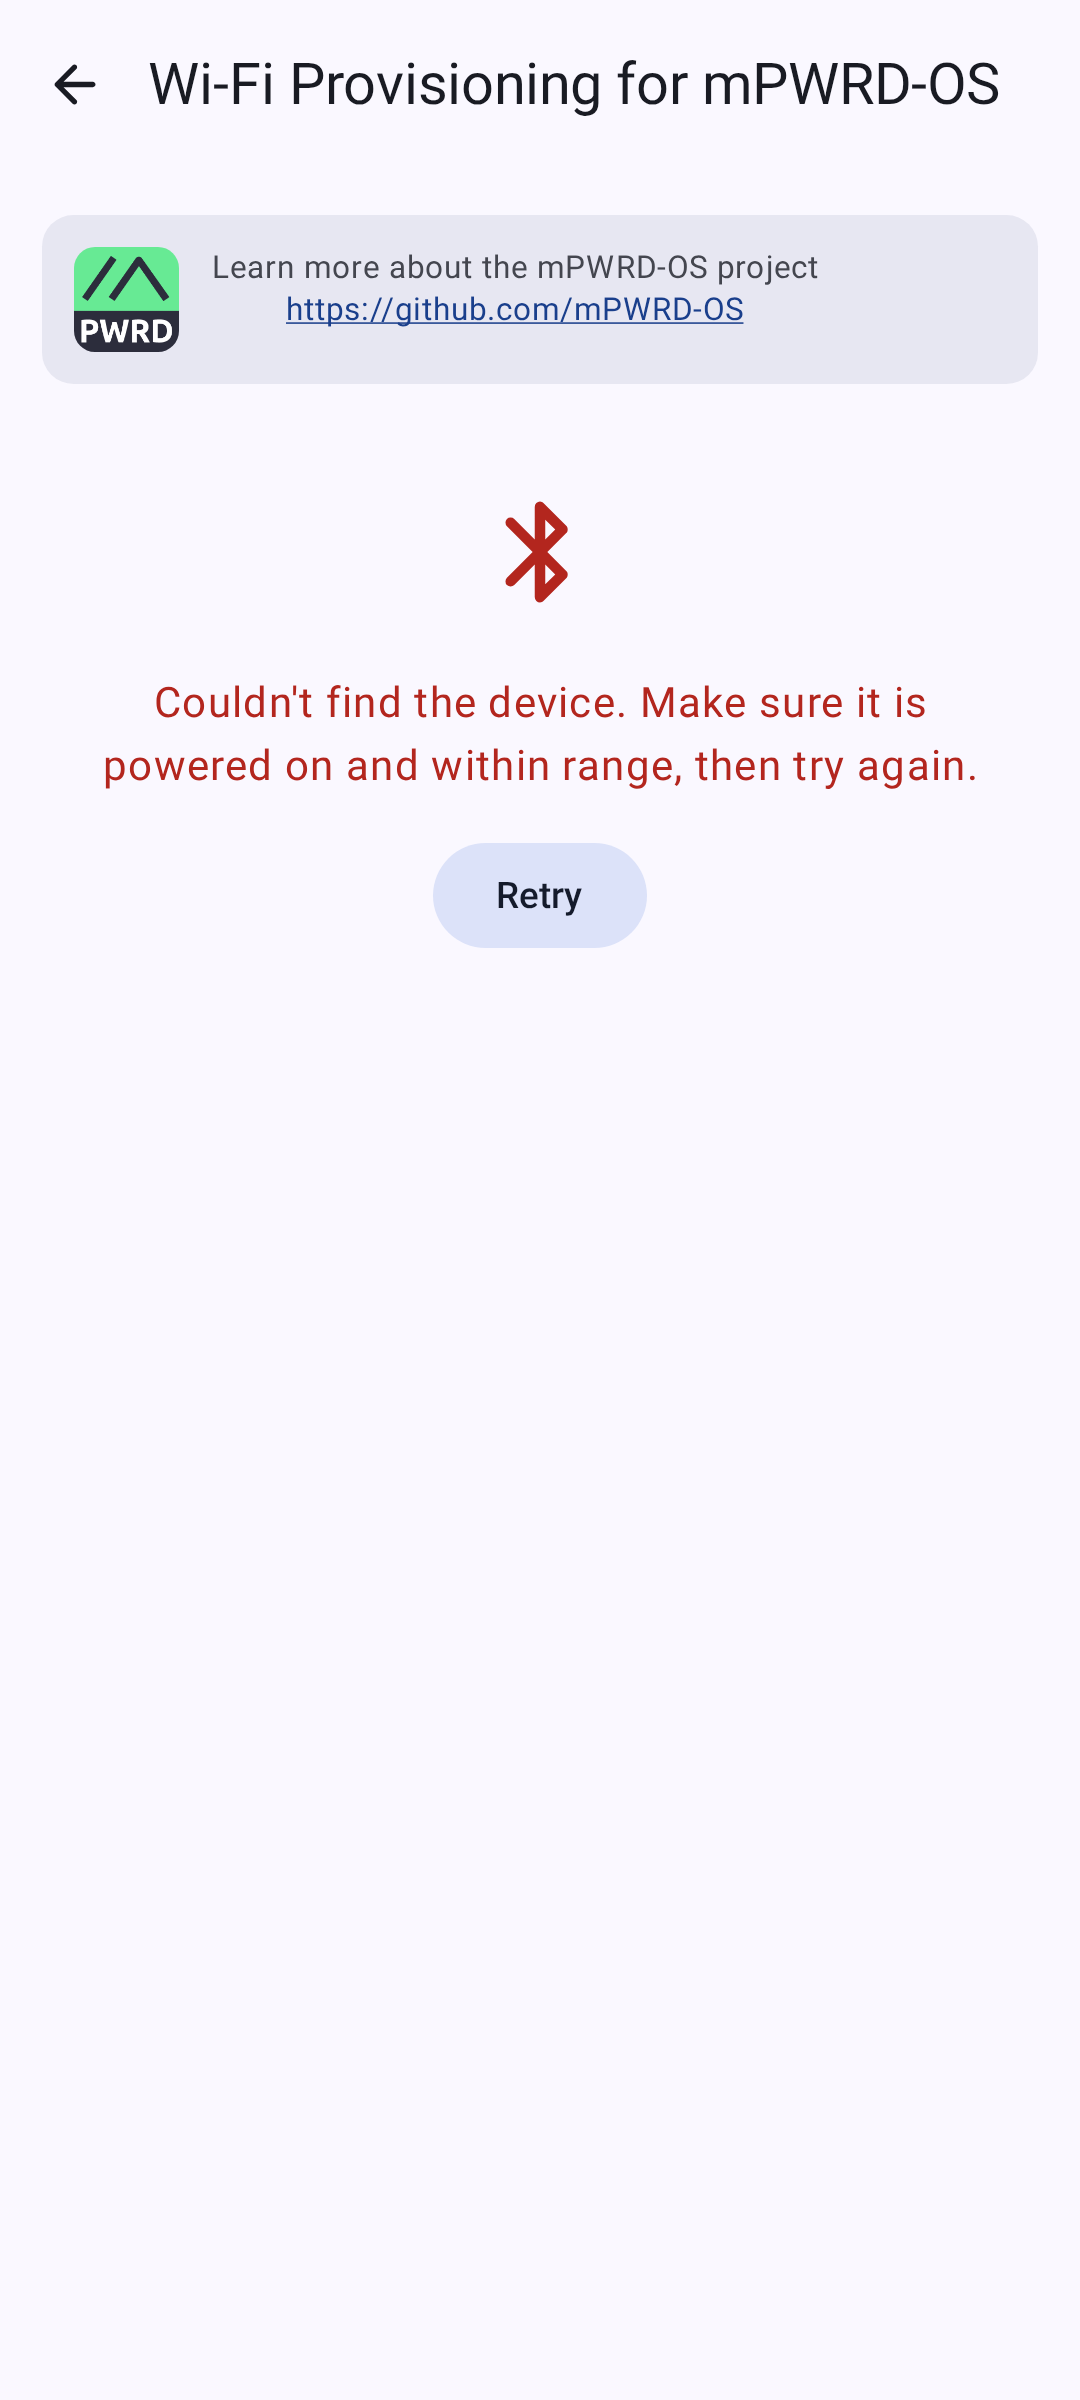 Wi-Fi Provisioning for mPWRD-OS
Learn more about the mPWRD-OS project
https://github.com/mPWRD-OS
PWRD
Couldn't find the device. Make sure it is
powered on and within range, then try again.
Retry